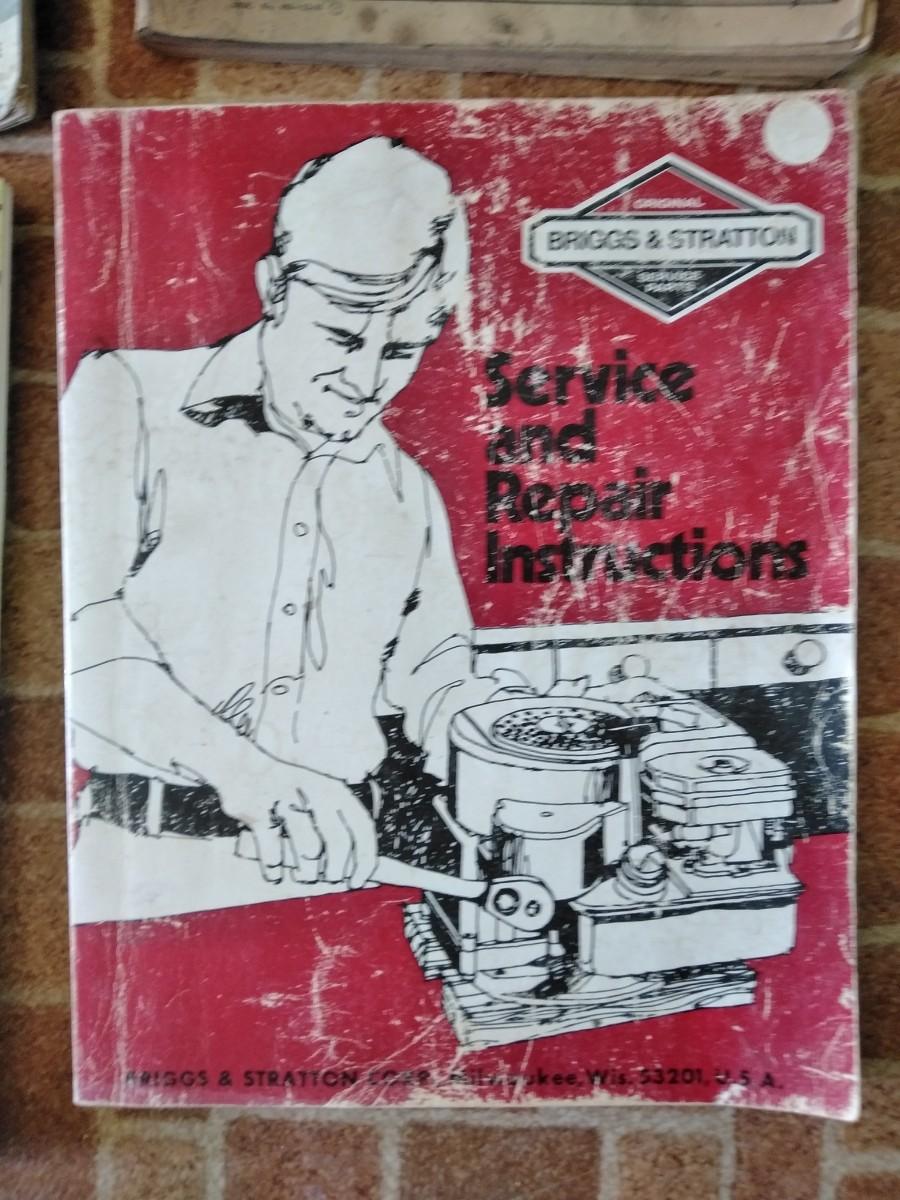 ORIGINAL
BRIGGS & STRATTON
SERVICE
PARTS
Service
and
Repair
Instructions
BRIGGS & STRATTON CORP. Milwaukee, Wis. 53201, U.S.A.